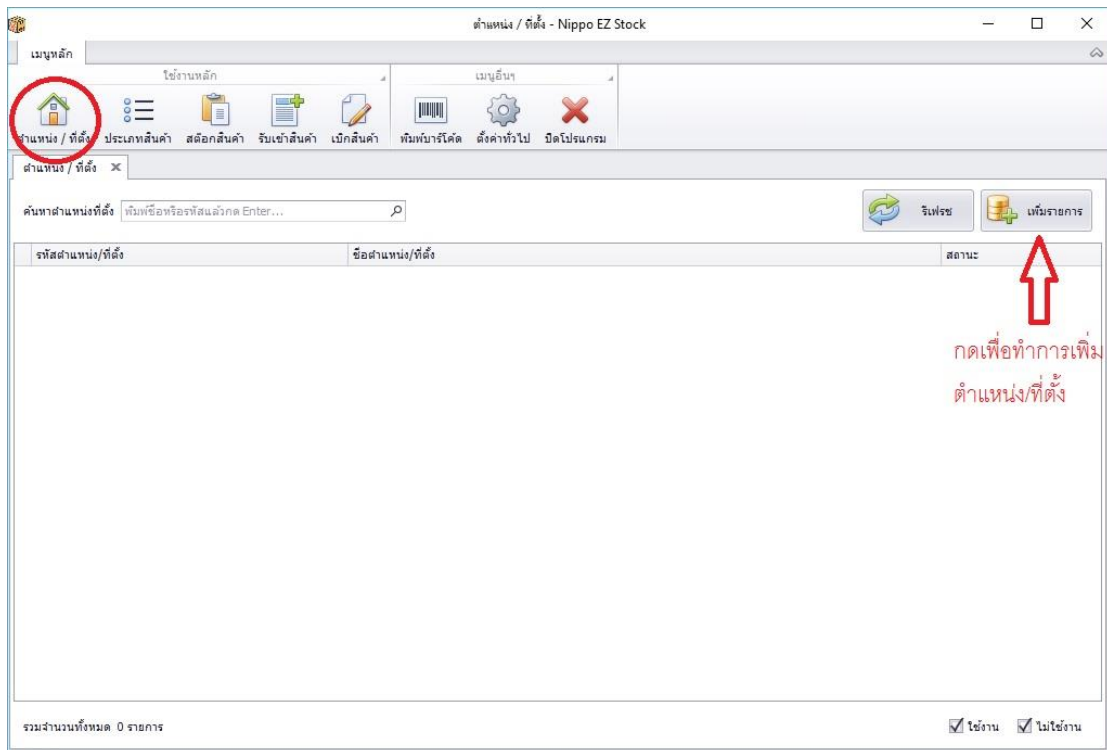 ตำแหน่ง / ที่ตั้ง - Nippo EZ Stock
เมนูหลัก
ใช้งานหลัก เมนูอื่นๆ
ตำแหน่ง / ที่ตั้ง ประเภทสินค้า สต๊อกสินค้า รับเข้าสินค้า เบิกสินค้า พิมพ์บาร์โค้ด ตั้งค่าทั่วไป ปิดโปรแกรม
ตำแหน่ง / ที่ตั้ง
ค้นหาตำแหน่งที่ตั้ง พิมพ์ชื่อหรือรหัสแล้วกด Enter... รีเฟรช เพิ่มรายการ
รหัสตำแหน่ง/ที่ตั้ง ชื่อตำแหน่ง/ที่ตั้ง สถานะ
กดเพื่อทำการเพิ่ม
ตำแหน่ง/ที่ตั้ง
รวมจำนวนทั้งหมด 0 รายการ ใช้งาน ไม่ใช้งาน